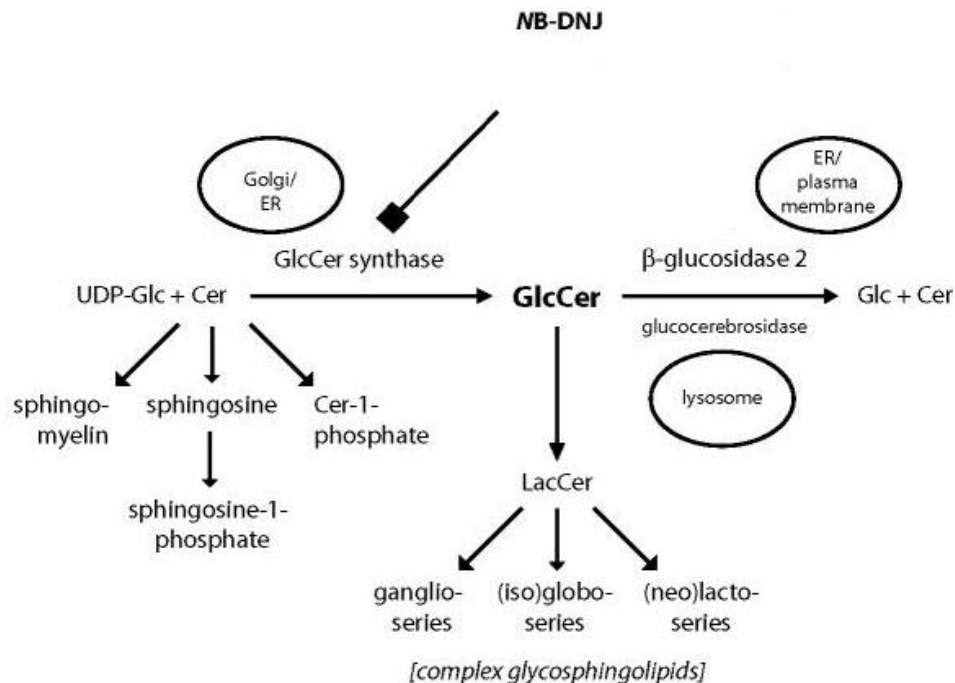 NB-DNJ
Golgi/
ER
ER/
plasma
membrane
GlcCer synthase
β-glucosidase 2
UDP-Glc + Cer
GlcCer
Glc + Cer
glucocerebrosidase
lysosome
sphingo-
myelin
sphingosine
Cer-1-
phosphate
sphingosine-1-
phosphate
LacCer
ganglio-
series
(iso)globo-
series
(neo)lacto-
series
[complex glycosphingolipids]